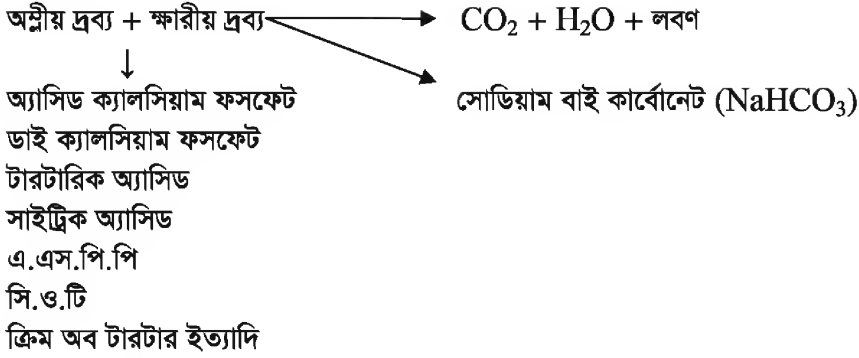 অম্লীয় দ্রব্য + ক্ষারীয় দ্রব্য → CO₂ + H₂O + লবণ
↓
অ্যাসিড ক্যালসিয়াম ফসফেট সোডিয়াম বাই কার্বোনেট (NaHCO₃)
ডাই ক্যালসিয়াম ফসফেট
টারটারিক অ্যাসিড
সাইট্রিক অ্যাসিড
এ.এস.পি.পি
সি.ও.টি
ক্রিম অব টারটার ইত্যাদি